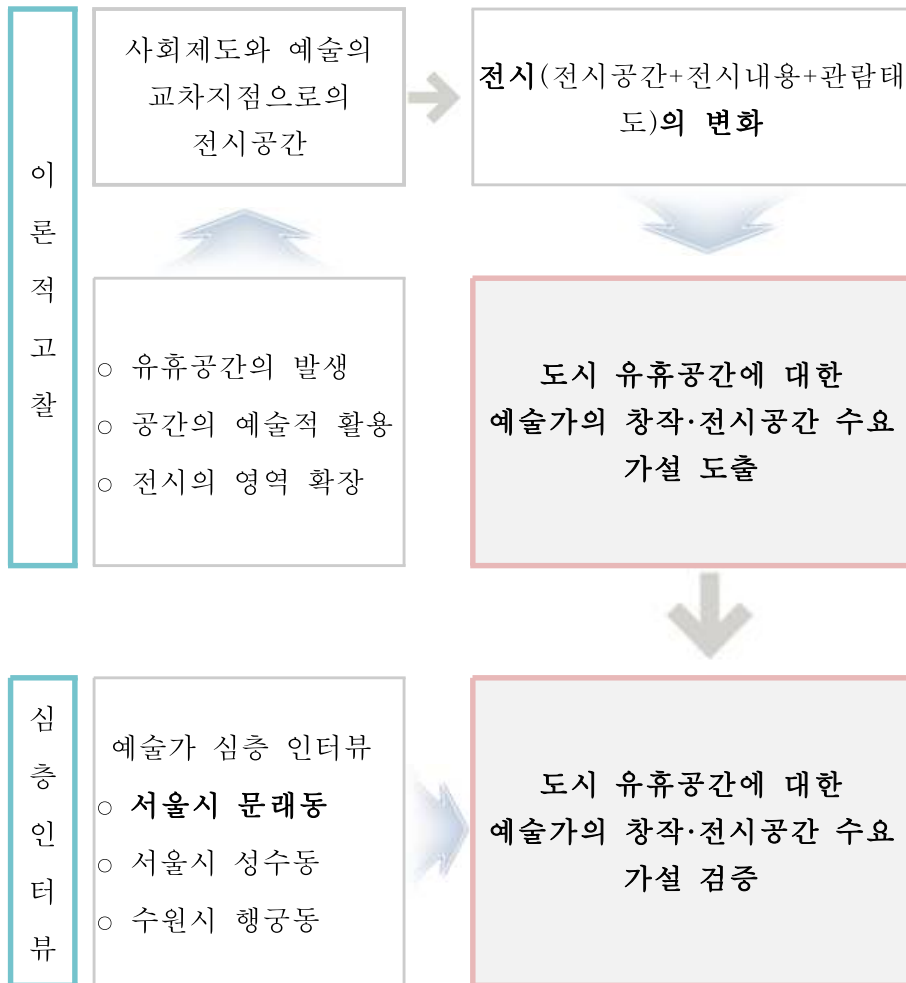 이론적고찰
사회제도와 예술의
교차지점으로의
전시공간
전시(전시공간+전시내용+관람태
도)의 변화
○ 유휴공간의 발생
○ 공간의 예술적 활용
○ 전시의 영역 확장
도시 유휴공간에 대한
예술가의 창작·전시공간 수요
가설 도출
심층인터뷰
예술가 심층 인터뷰
○ 서울시 문래동
○ 서울시 성수동
○ 수원시 행궁동
도시 유휴공간에 대한
예술가의 창작·전시공간 수요
가설 검증